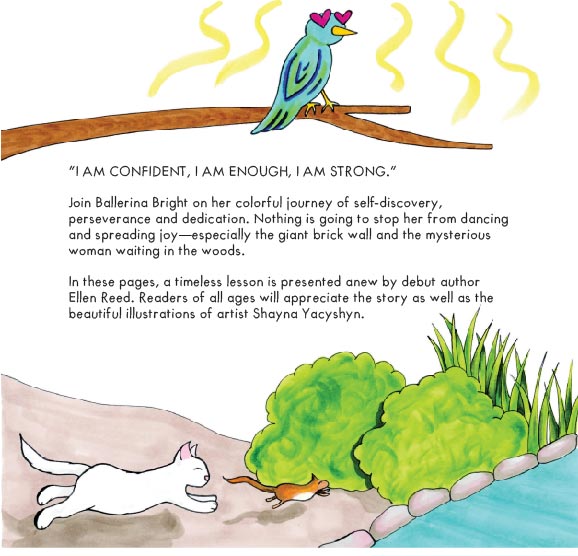 "I AM CONFIDENT, I AM ENOUGH, I AM STRONG."
Join Ballerina Bright on her colorful journey of self-discovery,
perseverance and dedication. Nothing is going to stop her from dancing
and spreading joy—especially the giant brick wall and the mysterious
woman waiting in the woods.
In these pages, a timeless lesson is presented anew by debut author
Ellen Reed. Readers of all ages will appreciate the story as well as the
beautiful illustrations of artist Shayna Yacyshyn.